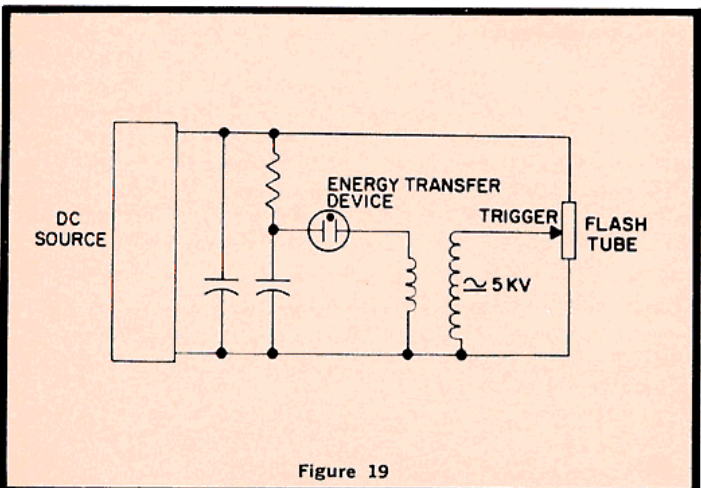 DC
SOURCE
ENERGY TRANSFER
DEVICE
TRIGGER
≃ 5 KV
FLASH
TUBE
Figure 19